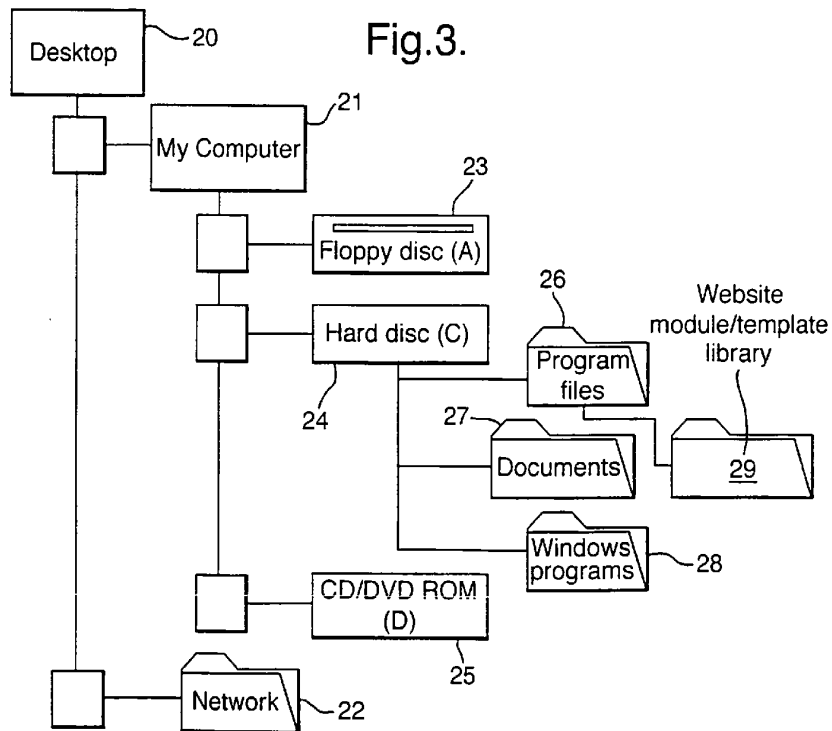 Fig.3.
Desktop
20
My Computer
21
23
Floppy disc (A)
Hard disc (C)
24
26
Program
files
Website
module/template
library
27
Documents
29
Windows
programs
28
CD/DVD ROM
(D)
25
Network
22